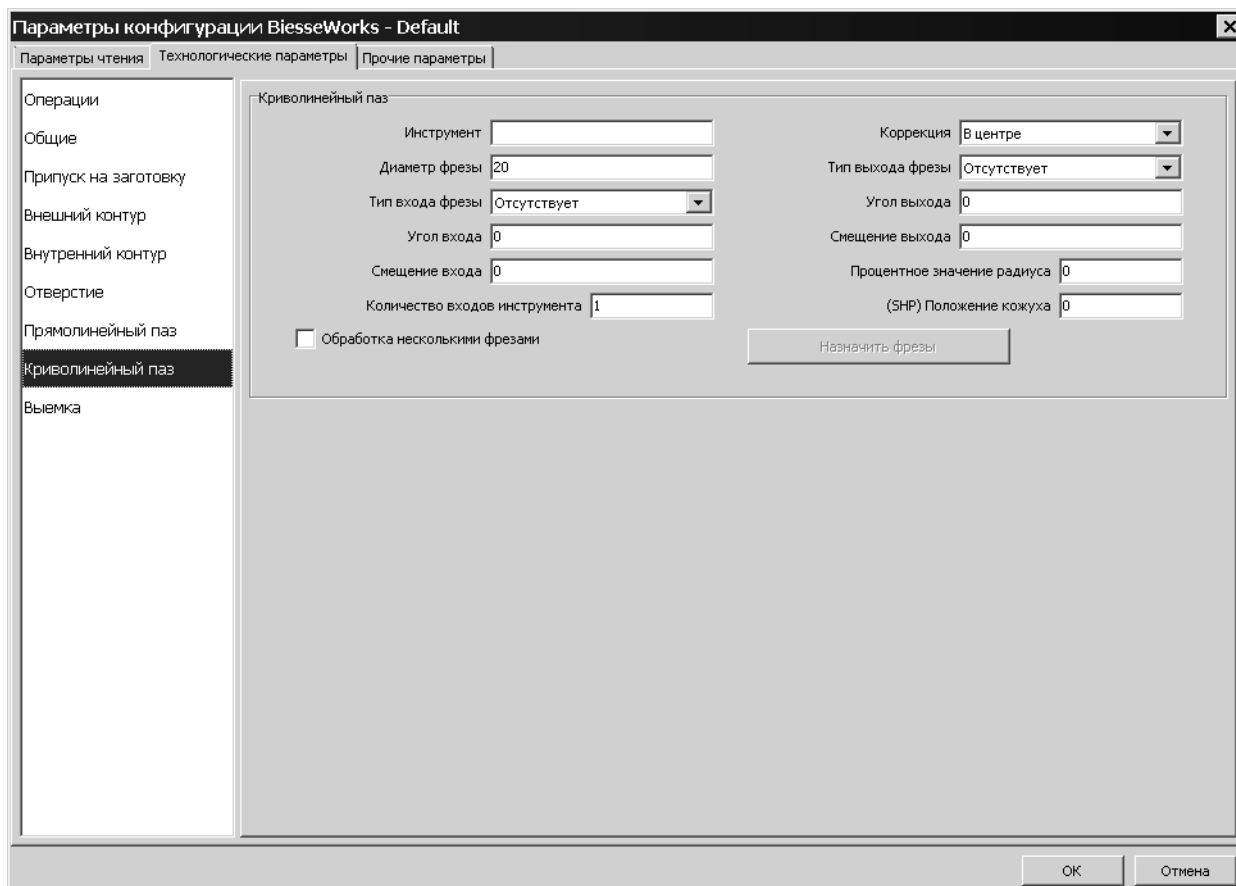 Параметры конфигурации BiesseWorks - Default
Параметры чтения Технологические параметры Прочие параметры
Операции
Общие
Припуск на заготовку
Внешний контур
Внутренний контур
Отверстие
Прямолинейный паз
Криволинейный паз
Выемка
Криволинейный паз
Инструмент
Коррекция В центре
Диаметр фрезы 20
Тип выхода фрезы Отсутствует
Тип входа фрезы Отсутствует
Угол выхода 0
Угол входа 0
Смещение выхода 0
Смещение входа 0
Процентное значение радиуса 0
Количество входов инструмента 1
(SHP) Положение кожуха 0
Обработка несколькими фрезами
Назначить фрезы
ОК
Отмена